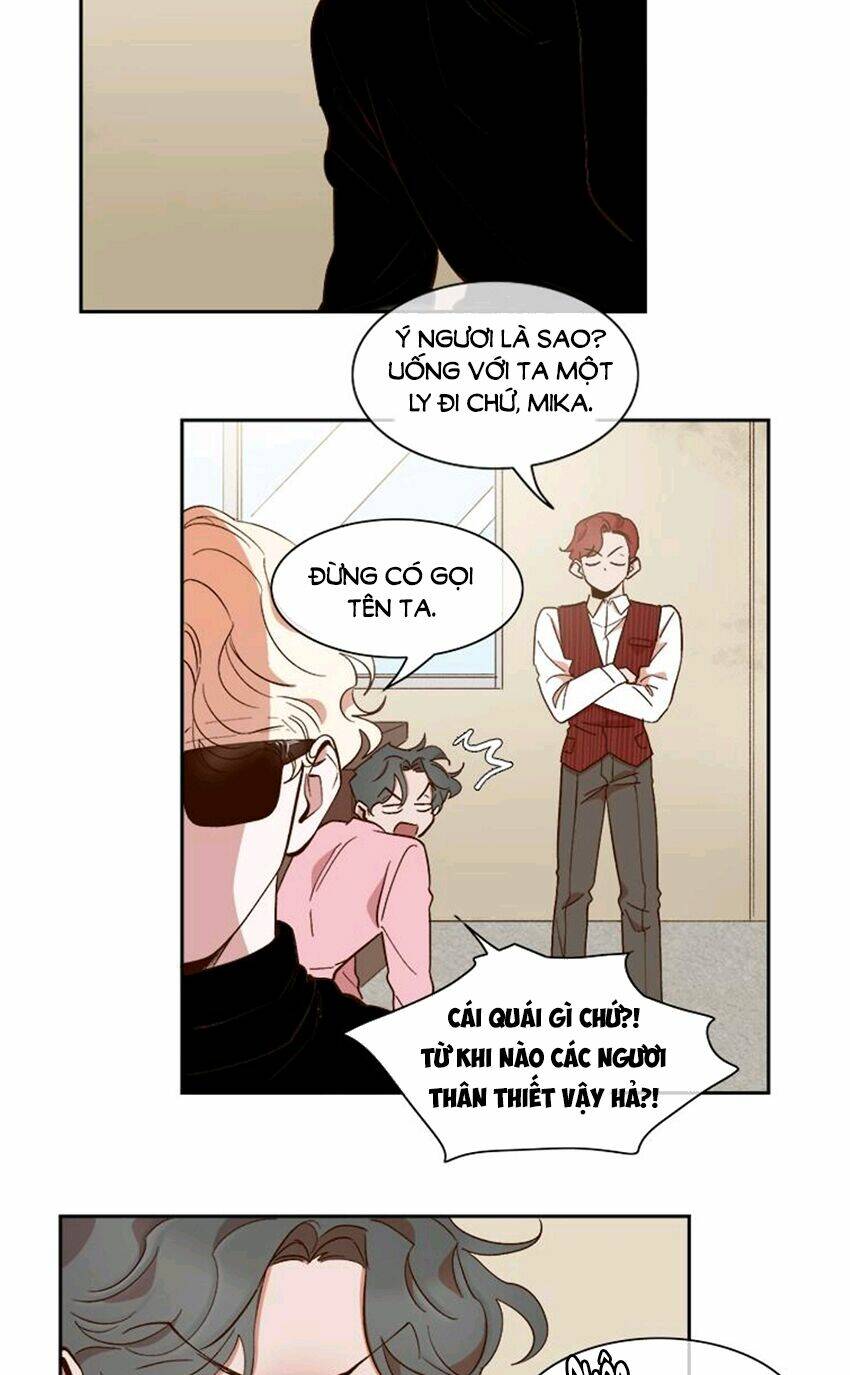 Ý NGƯƠI LÀ SAO?
UỐNG VỚI TA MỘT
LY ĐI CHỨ, MIKA.
ĐỪNG CÓ GỌI
TÊN TA.
CÁI QUÁI GÌ CHỨ?!
TỪ KHI NÀO CÁC NGƯƠI
THÂN THIẾT VẬY HẢ?!